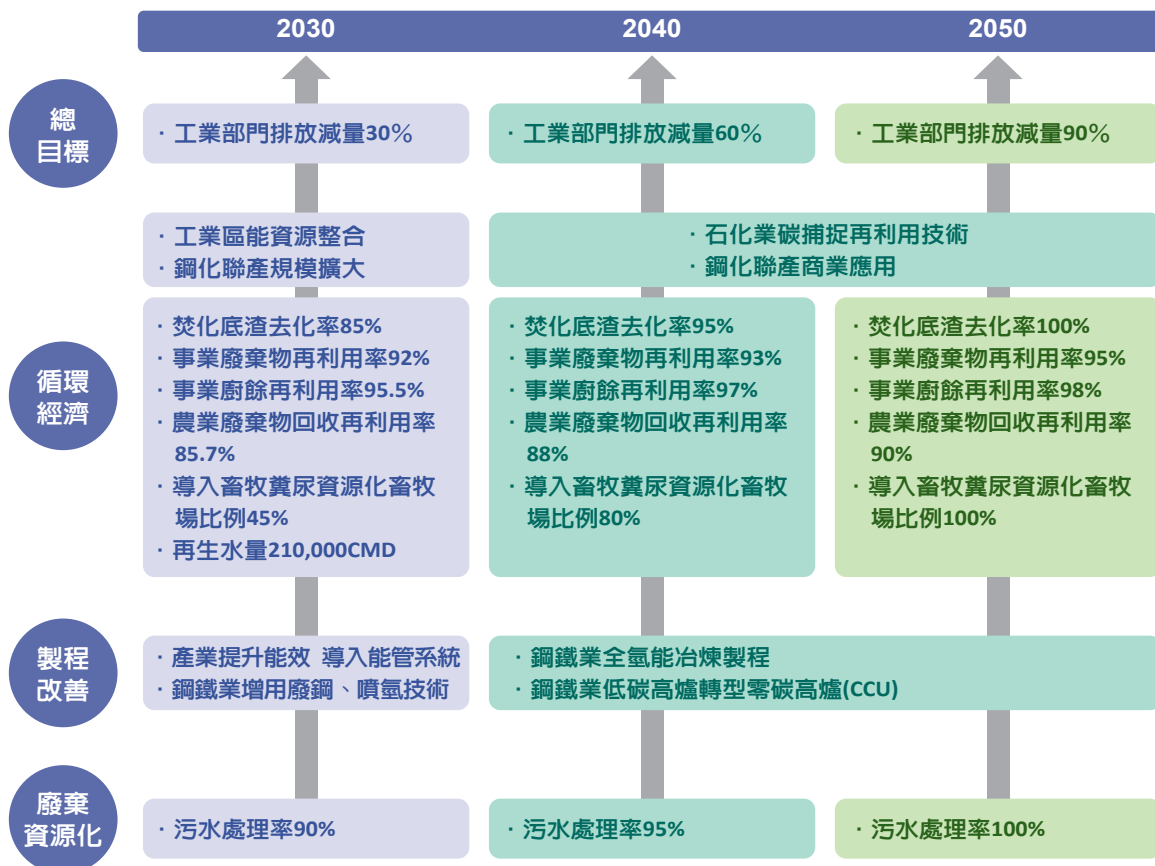 2030
2040
2050
總
目標
·工業部門排放減量30%
·工業部門排放減量60%
·工業部門排放減量90%
循環
經濟
·工業區能資源整合
·鋼化聯產規模擴大
·石化業碳捕捉再利用技術
·鋼化聯產商業應用
·焚化底渣去化率85%
·事業廢棄物再利用率92%
·事業廚餘再利用率95.5%
·農業廢棄物回收再利用率
85.7%
·導入畜牧糞尿資源化畜牧
場比例45%
·再生水量210,000CMD
·焚化底渣去化率95%
·事業廢棄物再利用率93%
·事業廚餘再利用率97%
·農業廢棄物回收再利用率
88%
·導入畜牧糞尿資源化畜牧
場比例80%
·焚化底渣去化率100%
·事業廢棄物再利用率95%
·事業廚餘再利用率98%
·農業廢棄物回收再利用率
90%
·導入畜牧糞尿資源化畜牧
場比例100%
製程
改善
·產業提升能效 導入能管系統
·鋼鐵業增用廢鋼、噴氫技術
·鋼鐵業全氫能冶煉製程
·鋼鐵業低碳高爐轉型零碳高爐(CCU)
廢棄
資源化
·污水處理率90%
·污水處理率95%
·污水處理率100%